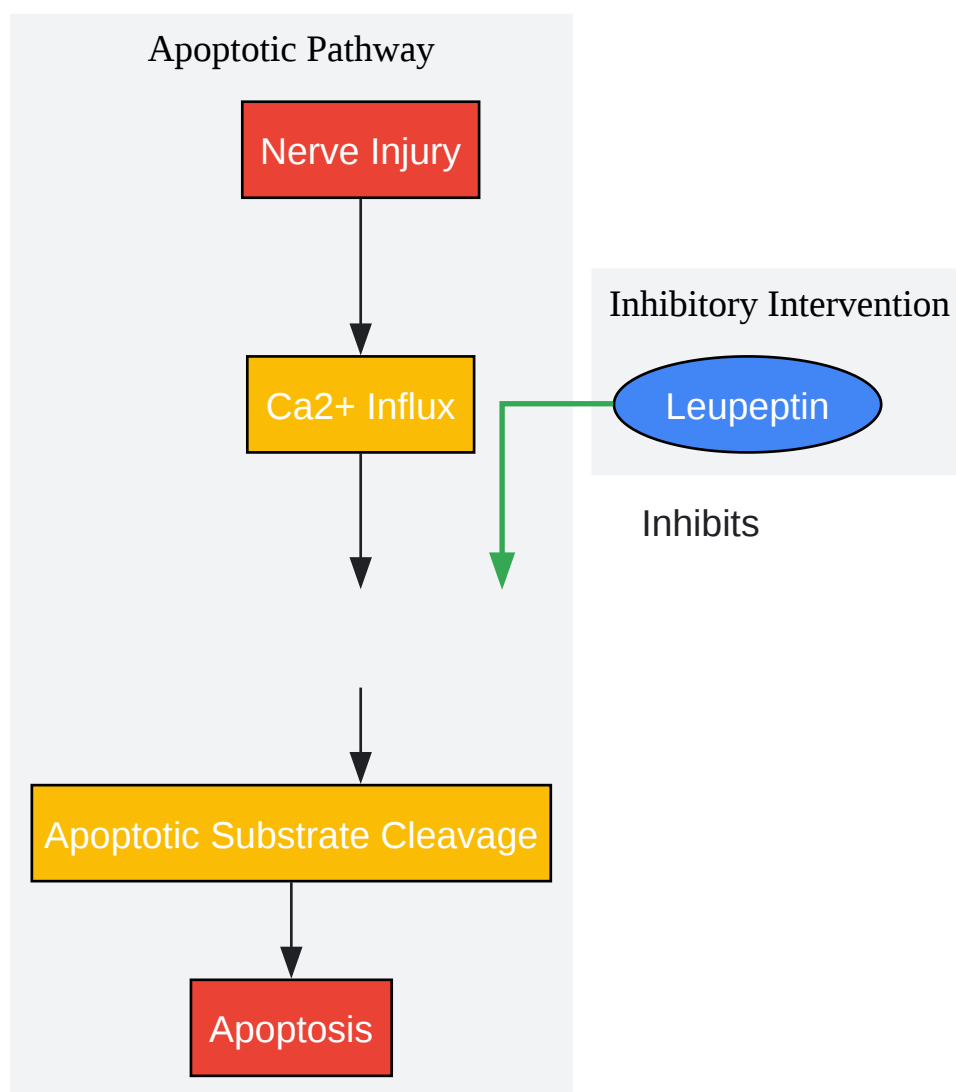 Apoptotic Pathway
Nerve Injury
Inhibitory Intervention
Ca2+ Influx
Leupeptin
Inhibits
Apoptotic Substrate Cleavage
Apoptosis